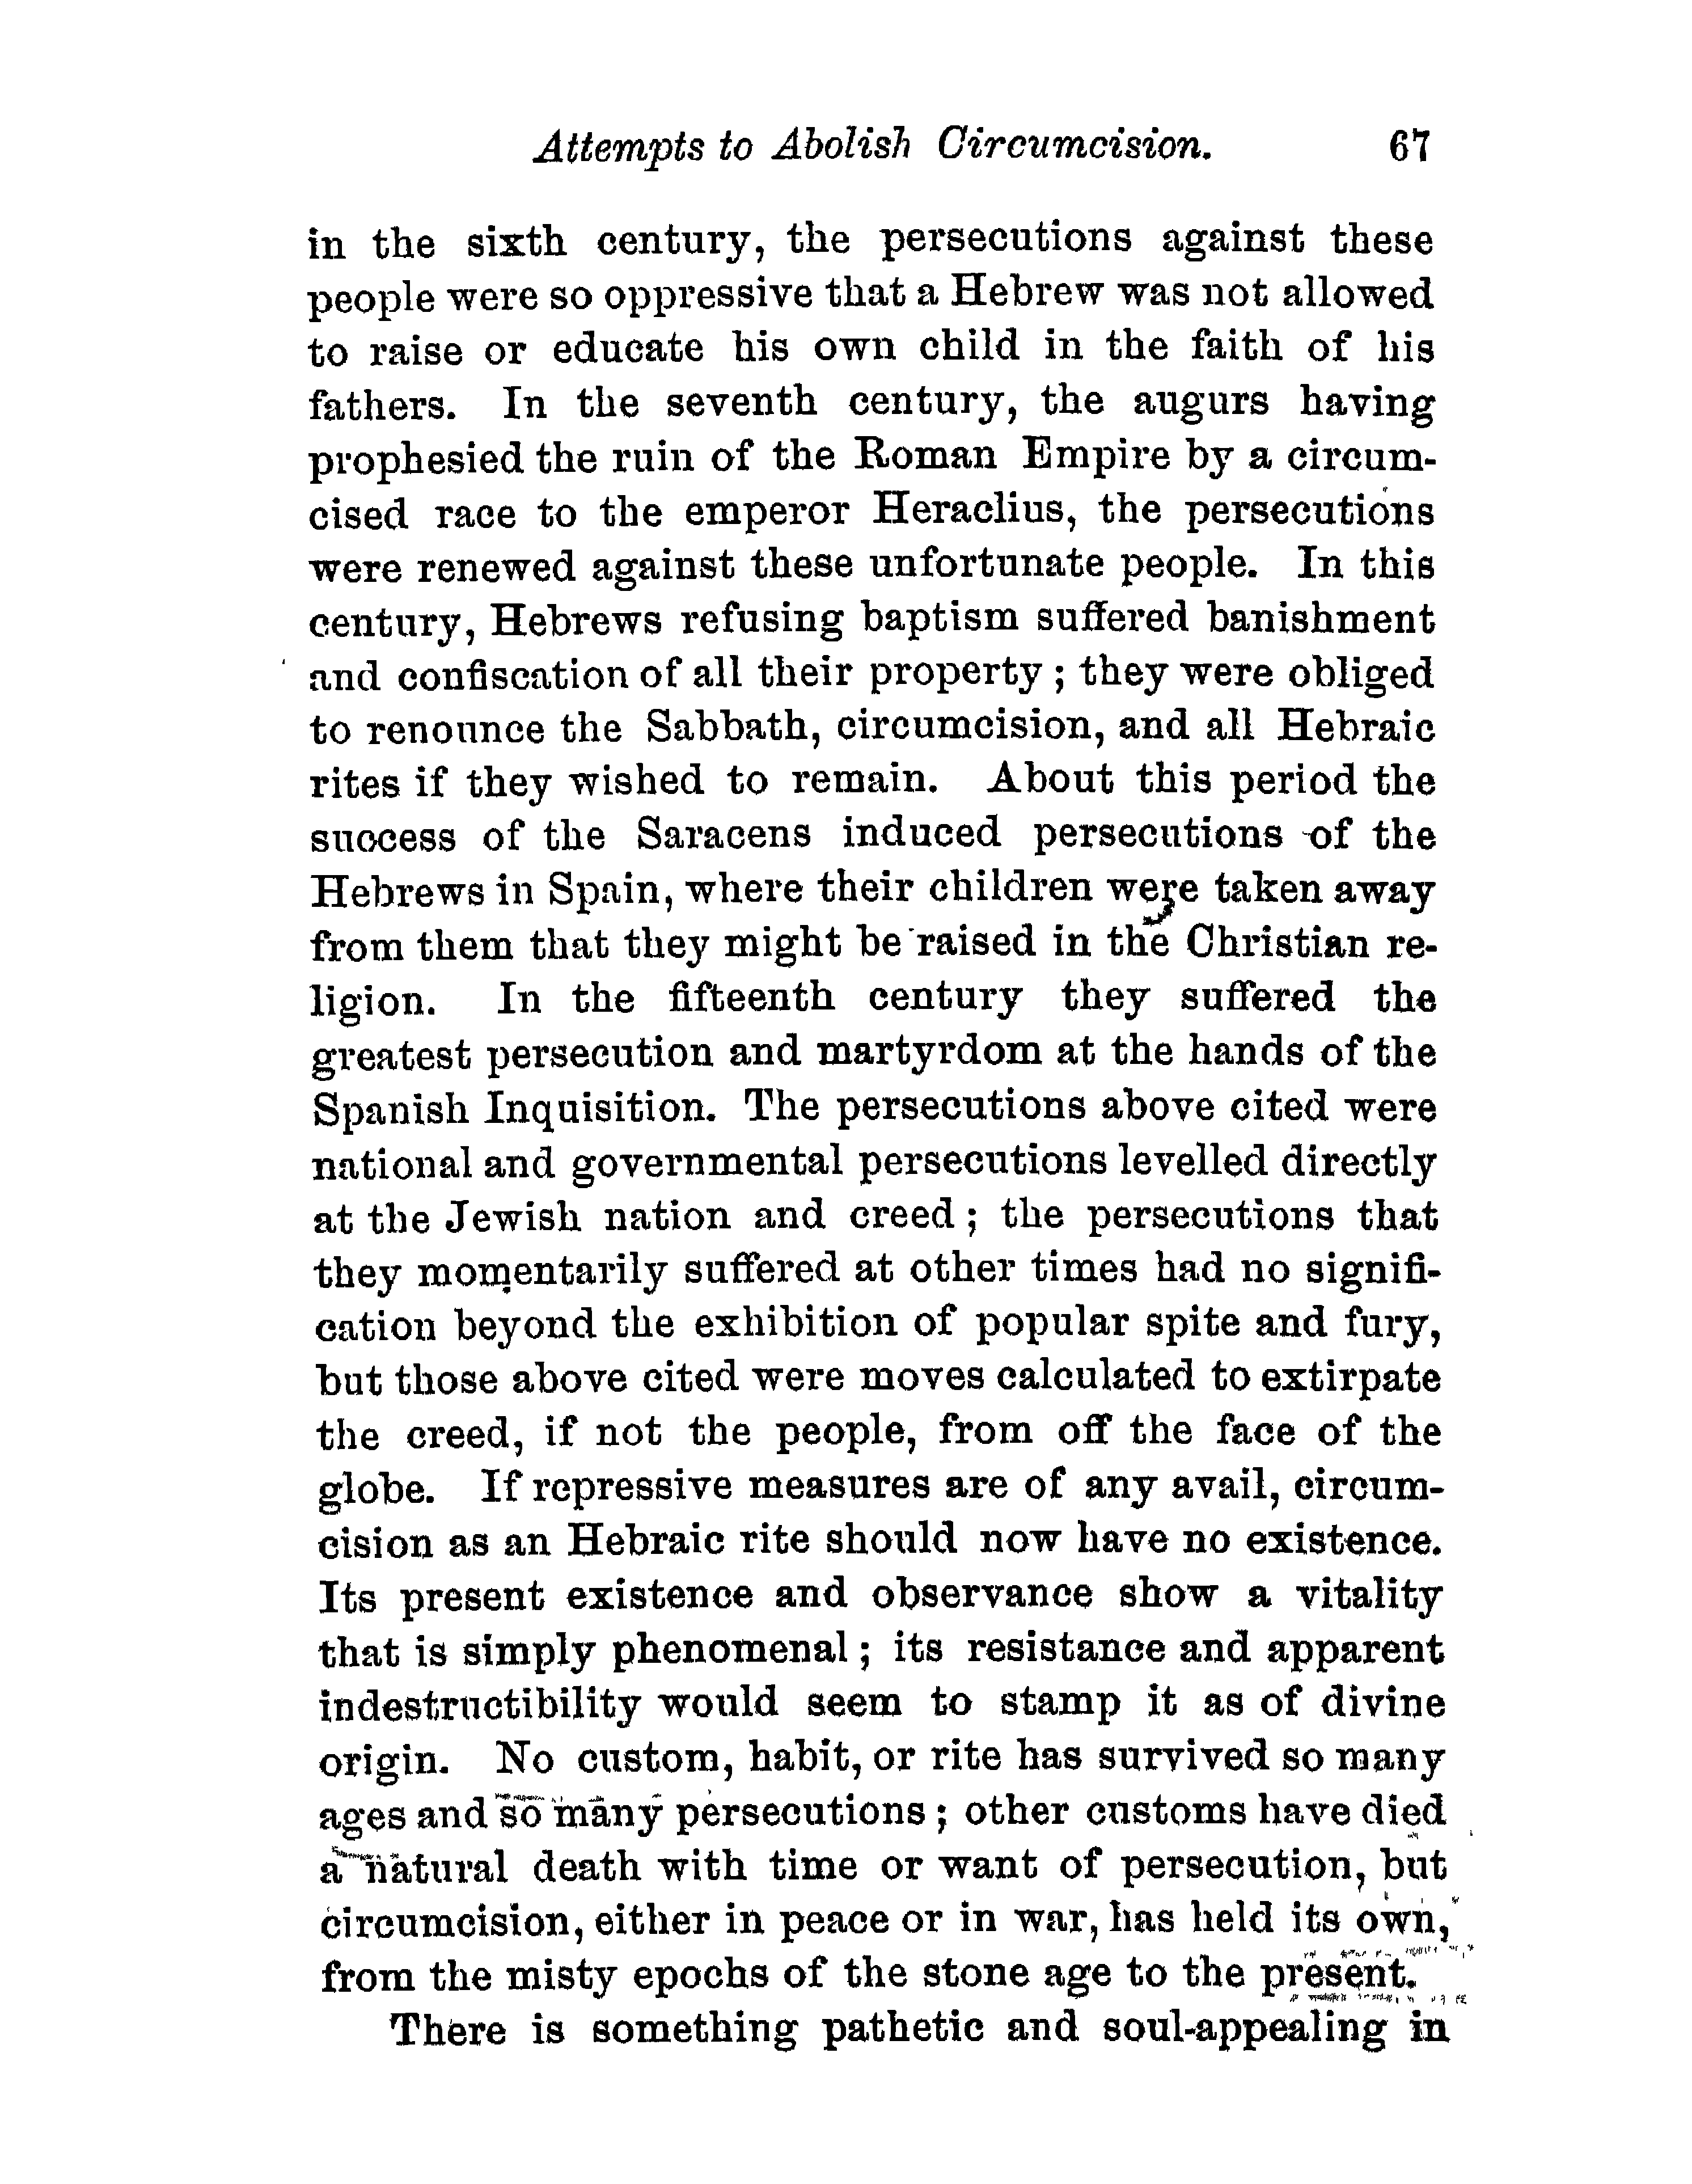 Attempts to Abolish Circumcision. 67
in the sixth century, the persecutions against these
people were so oppressive that a Hebrew was not allowed
to raise or educate his own child in the faith of his
fathers. In the seventh century, the augurs having
prophesied the ruin of the Roman Empire by a circum-
cised race to the emperor Heraclius, the persecutions
were renewed against these unfortunate people. In this
century, Hebrews refusing baptism suffered banishment
and confiscation of all their property ; they were obliged
to renounce the Sabbath, circumcision, and all Hebraic
rites if they wished to remain. About this period the
success of the Saracens induced persecutions of the
Hebrews in Spain, where their children were taken away
from them that they might be raised in the Christian re-
ligion. In the fifteenth century they suffered the
greatest persecution and martyrdom at the hands of the
Spanish Inquisition. The persecutions above cited were
national and governmental persecutions levelled directly
at the Jewish nation and creed ; the persecutions that
they momentarily suffered at other times had no signifi-
cation beyond the exhibition of popular spite and fury,
but those above cited were moves calculated to extirpate
the creed, if not the people, from off the face of the
globe. If repressive measures are of any avail, circum-
cision as an Hebraic rite should now have no existence.
Its present existence and observance show a vitality
that is simply phenomenal ; its resistance and apparent
indestructibility would seem to stamp it as of divine
origin. No custom, habit, or rite has survived so many
ages and so many persecutions ; other customs have died
a natural death with time or want of persecution, but
circumcision, either in peace or in war, has held its own,
from the misty epochs of the stone age to the present.
There is something pathetic and soul-appealing in